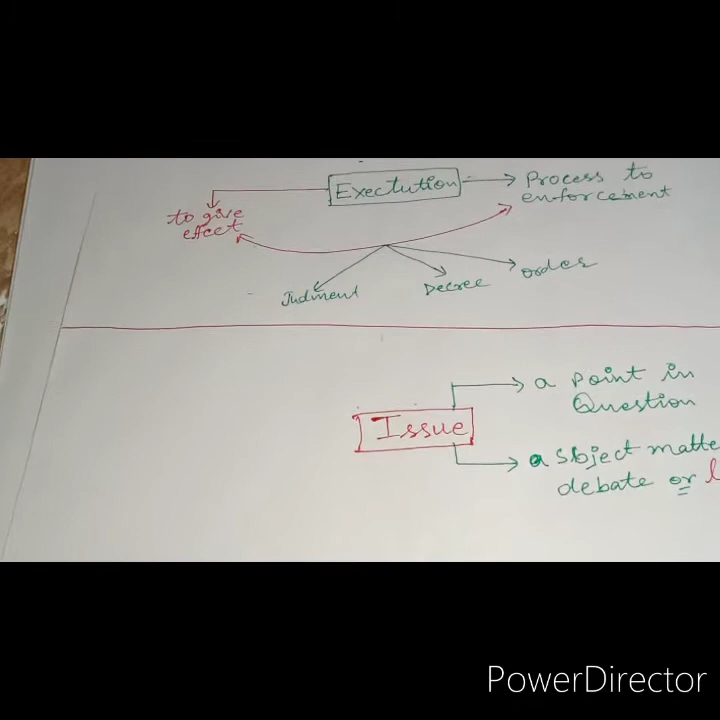 Exectution
Process to
enforcement
to give
effect
Judment
Decree
order
Issue
a point in
Question
a sbject matte
debate or
PowerDirector